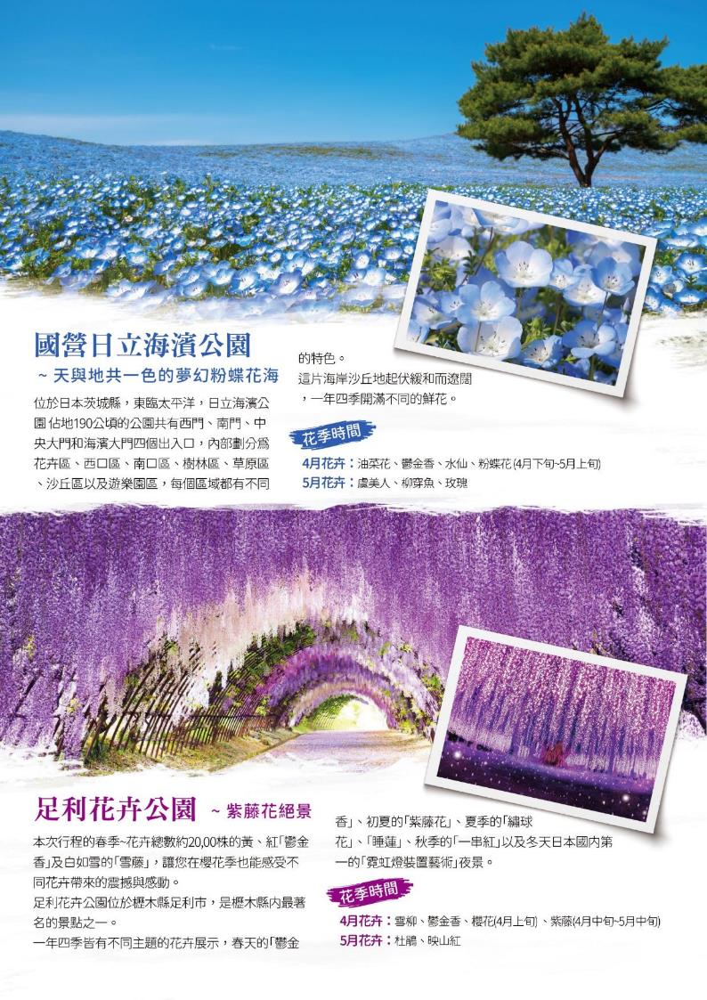 國營日立海濱公園
~ 天與地共一色的夢幻粉蝶花海
位於日本茨城縣，東臨太平洋，日立海濱公
園佔地190公頃的公園共有西門、南門、中
央大門和海濱大門四個出入口，內部劃分為
花卉區、西口區、南口區、樹林區、草原區
、沙丘區以及遊樂園區，每個區域都有不同
的特色。
這片海岸沙丘地起伏緩和而遼闊
，一年四季開滿不同的鮮花。
花季時間
4月花卉：油菜花、鬱金香、水仙、粉蝶花(4月下旬~5月上旬)
5月花卉：虞美人、柳穿魚、玫瑰
足利花卉公園 ~ 紫藤花絕景
本次行程的春季~花卉總數約20,00株的黃、紅「鬱金
香」及白如雪的「雪藤」，讓您在櫻花季也能感受不
同花卉帶來的震撼與感動。
足利花卉公園位於櫪木縣足利市，是櫪木縣內最著
名的景點之一。
一年四季皆有不同主題的花卉展示，春天的「鬱金
香」、初夏的「紫藤花」、夏季的「繡球
花」、「睡蓮」、秋季的「一串紅」以及冬天日本國內第
一的「霓虹燈裝置藝術」夜景。
花季時間
4月花卉：雪柳、鬱金香、櫻花(4月上旬) 、紫藤(4月中旬~5月中旬)
5月花卉：杜鵑、映山紅